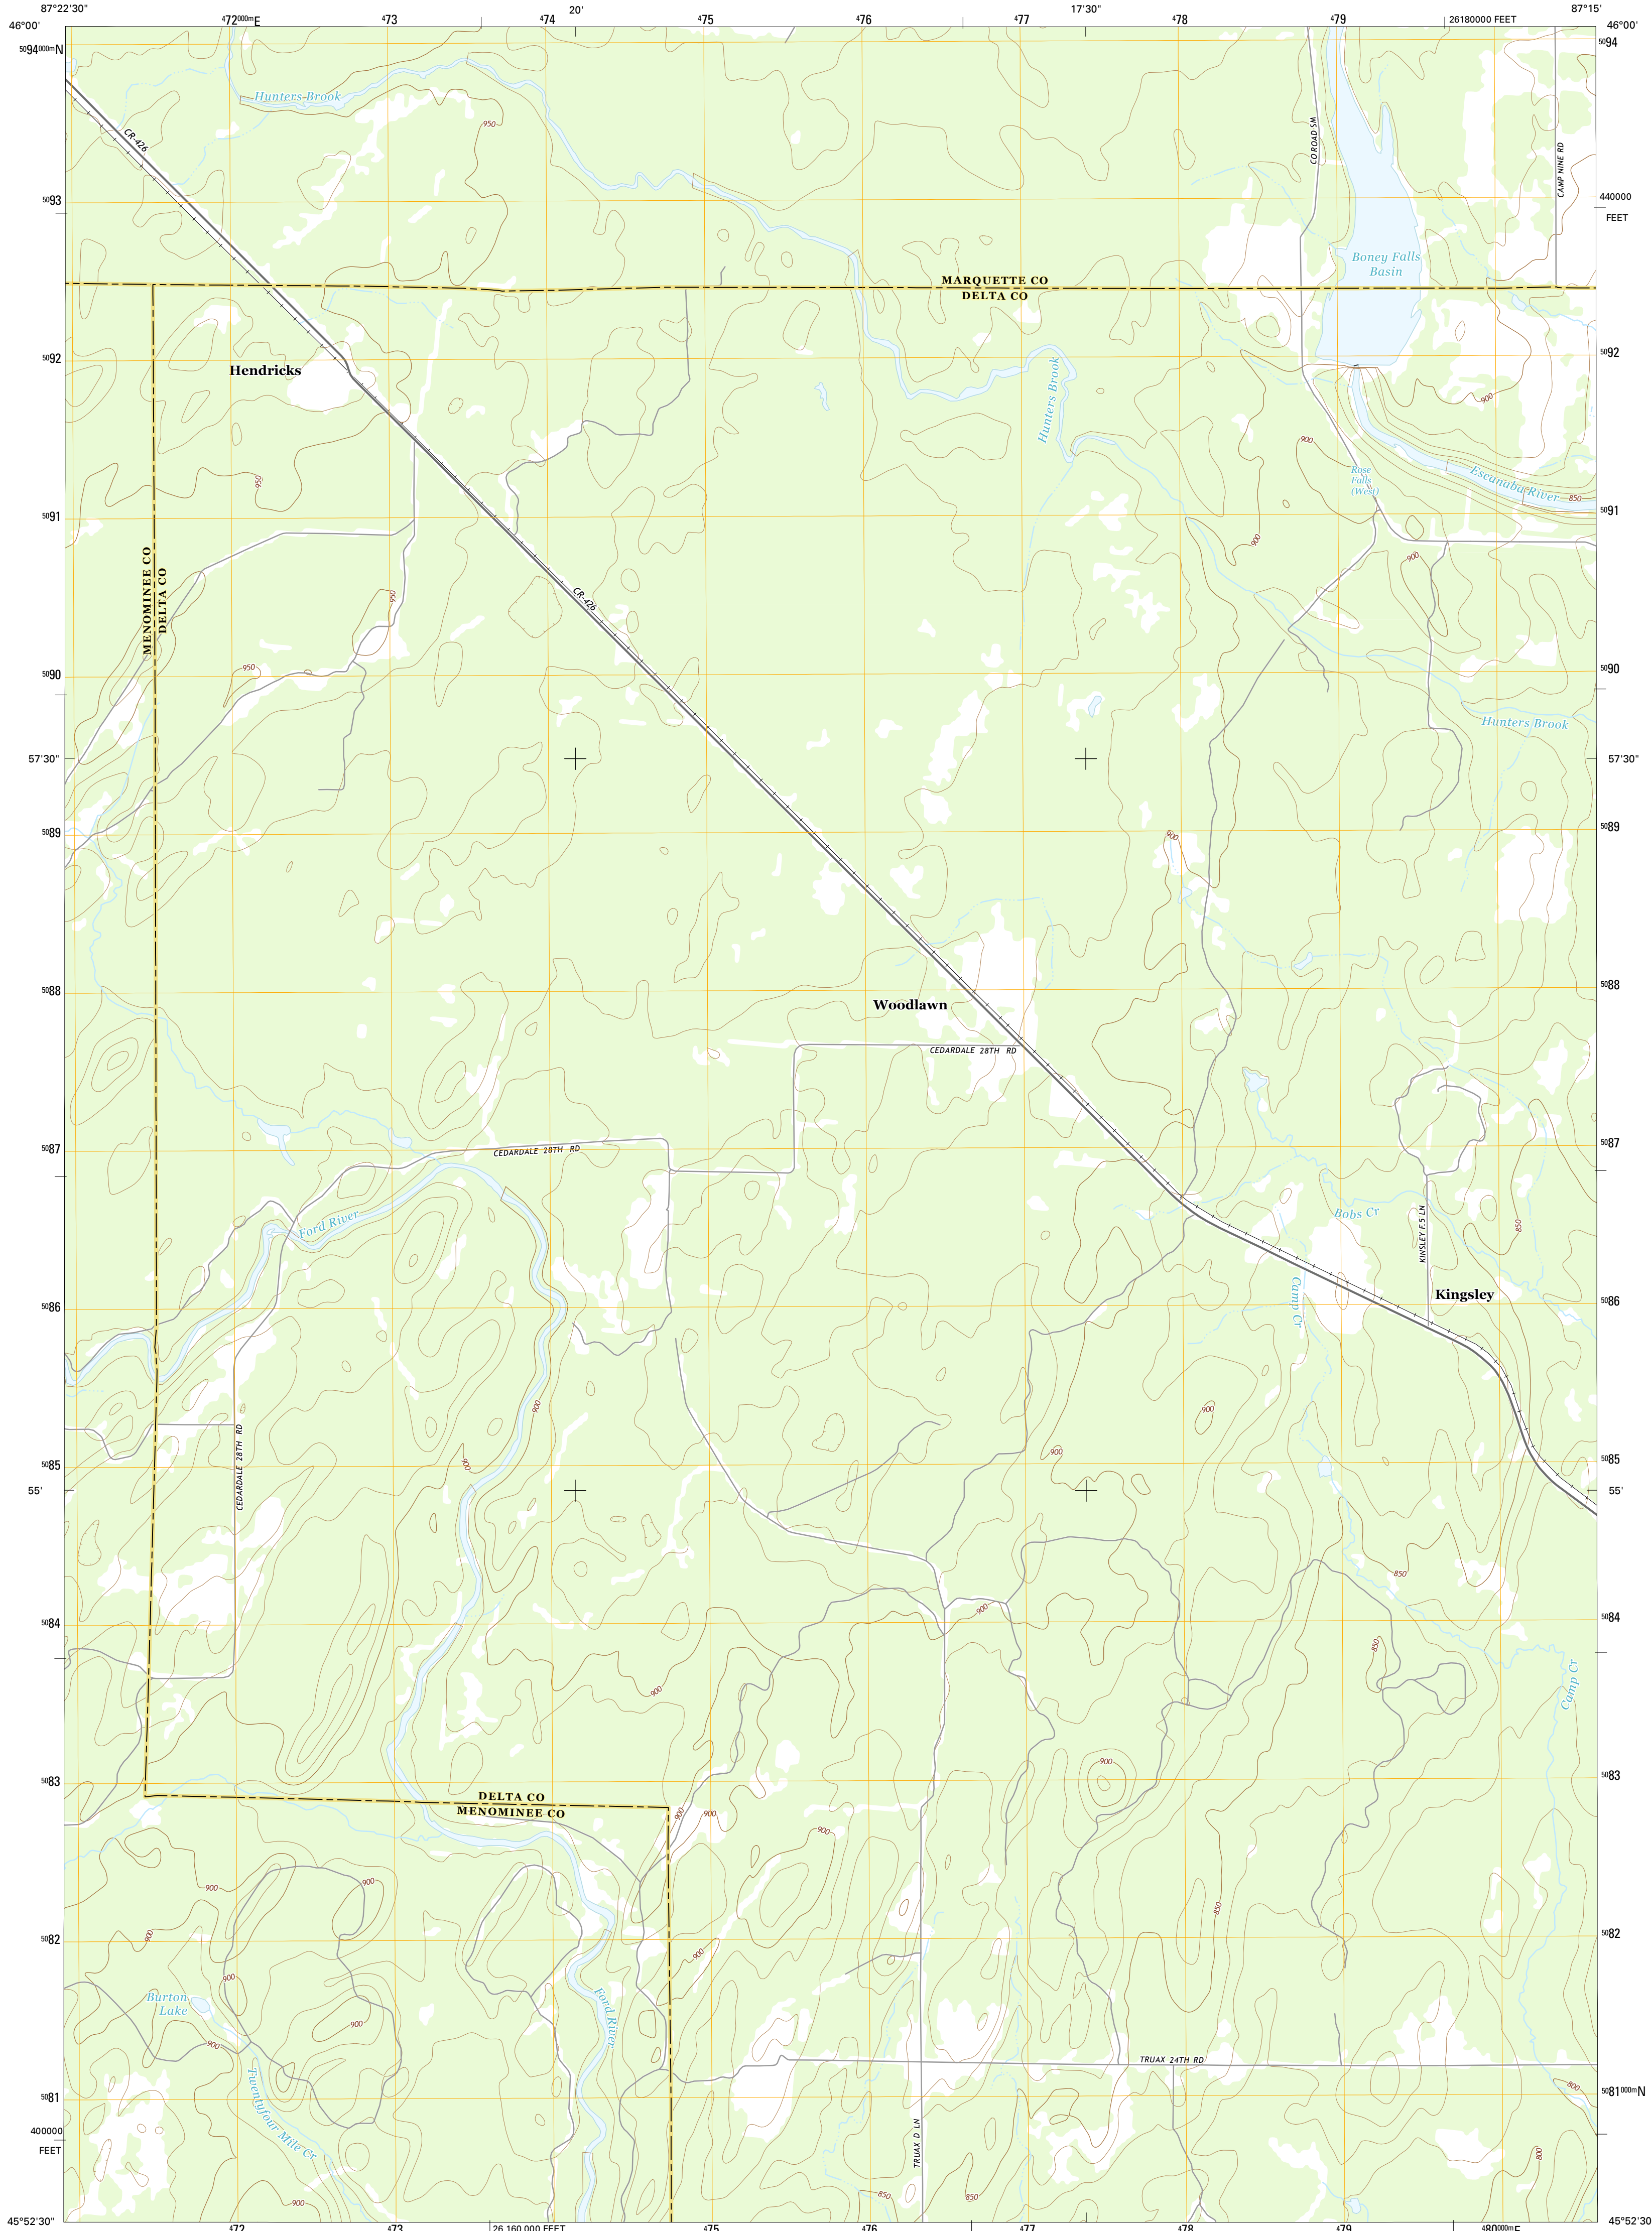 87°22'30"
⁴72⁰⁰⁰ᵐE
⁴73
⁴74
20'
⁴75
⁴76
⁴77
17'30"
⁴78
⁴79
26180000 FEET
87°15'
46°00'
46°00'
⁵⁰94⁰⁰⁰ᵐN
⁵⁰94
Hunters Brook
950
CR-426
CO ROAD SM
CAMP NINE RD
⁵⁰93
440000
FEET
Boney Falls
Basin
MARQUETTE CO
DELTA CO
⁵⁰92
⁵⁰92
Hendricks
Hunters Brook
900
900
Rose
Falls
(West)
Escanaba River
850
950
⁵⁰91
⁵⁰91
900
900
MENOMINEE CO
DELTA CO
950
CR-426
950
⁵⁰90
⁵⁰90
Hunters Brook
57'30"
57'30"
⁵⁰89
⁵⁰89
900
⁵⁰88
⁵⁰88
Woodlawn
CEDARDALE 28TH RD
⁵⁰87
⁵⁰87
CEDARDALE 28TH RD
Ford River
Bobs Cr
KINSLEY F.5 LN
850
Camp Cr
Kingsley
⁵⁰86
⁵⁰86
900
900
CEDARDALE 28TH RD
900
900
⁵⁰85
⁵⁰85
55'
55'
850
⁵⁰84
⁵⁰84
900
850
Camp Cr
900
900
⁵⁰83
⁵⁰83
DELTA CO
MENOMINEE CO
900
900
900
900
900
850
900
⁵⁰82
⁵⁰82
900
900
Burton
Lake
900
900
Ford River
TRUAX 24TH RD
Twentyfour Mile Cr
800
⁵⁰81
⁵⁰81⁰⁰⁰ᵐN
400000
FEET
TRUAX D LN
800
850
850
900
45°52'30"
45°52'30
⁴72
⁴73
26 160 000 FEET
⁴75
⁴76
⁴77
⁴78
⁴79
⁴80⁰⁰⁰ᵐE